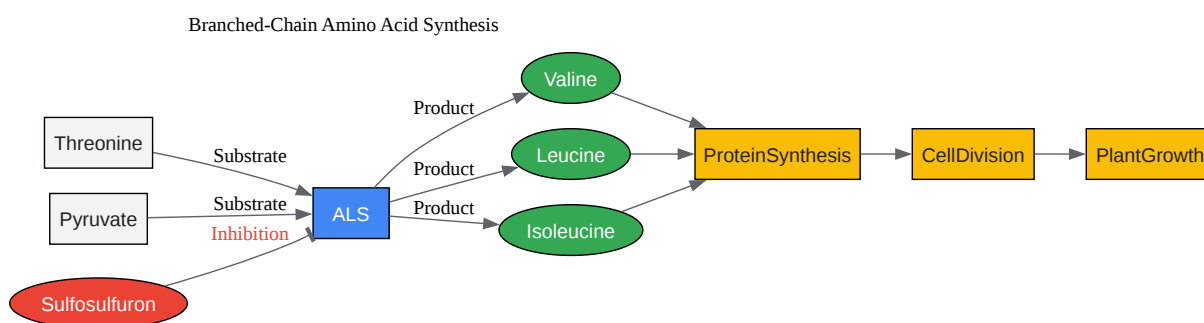 Branched-Chain Amino Acid Synthesis
Threonine
Pyruvate
Sulfosulfuron
Substrate
Substrate
Inhibition
ALS
Product
Product
Product
Valine
Leucine
Isoleucine
ProteinSynthesis
CellDivision
PlantGrowth